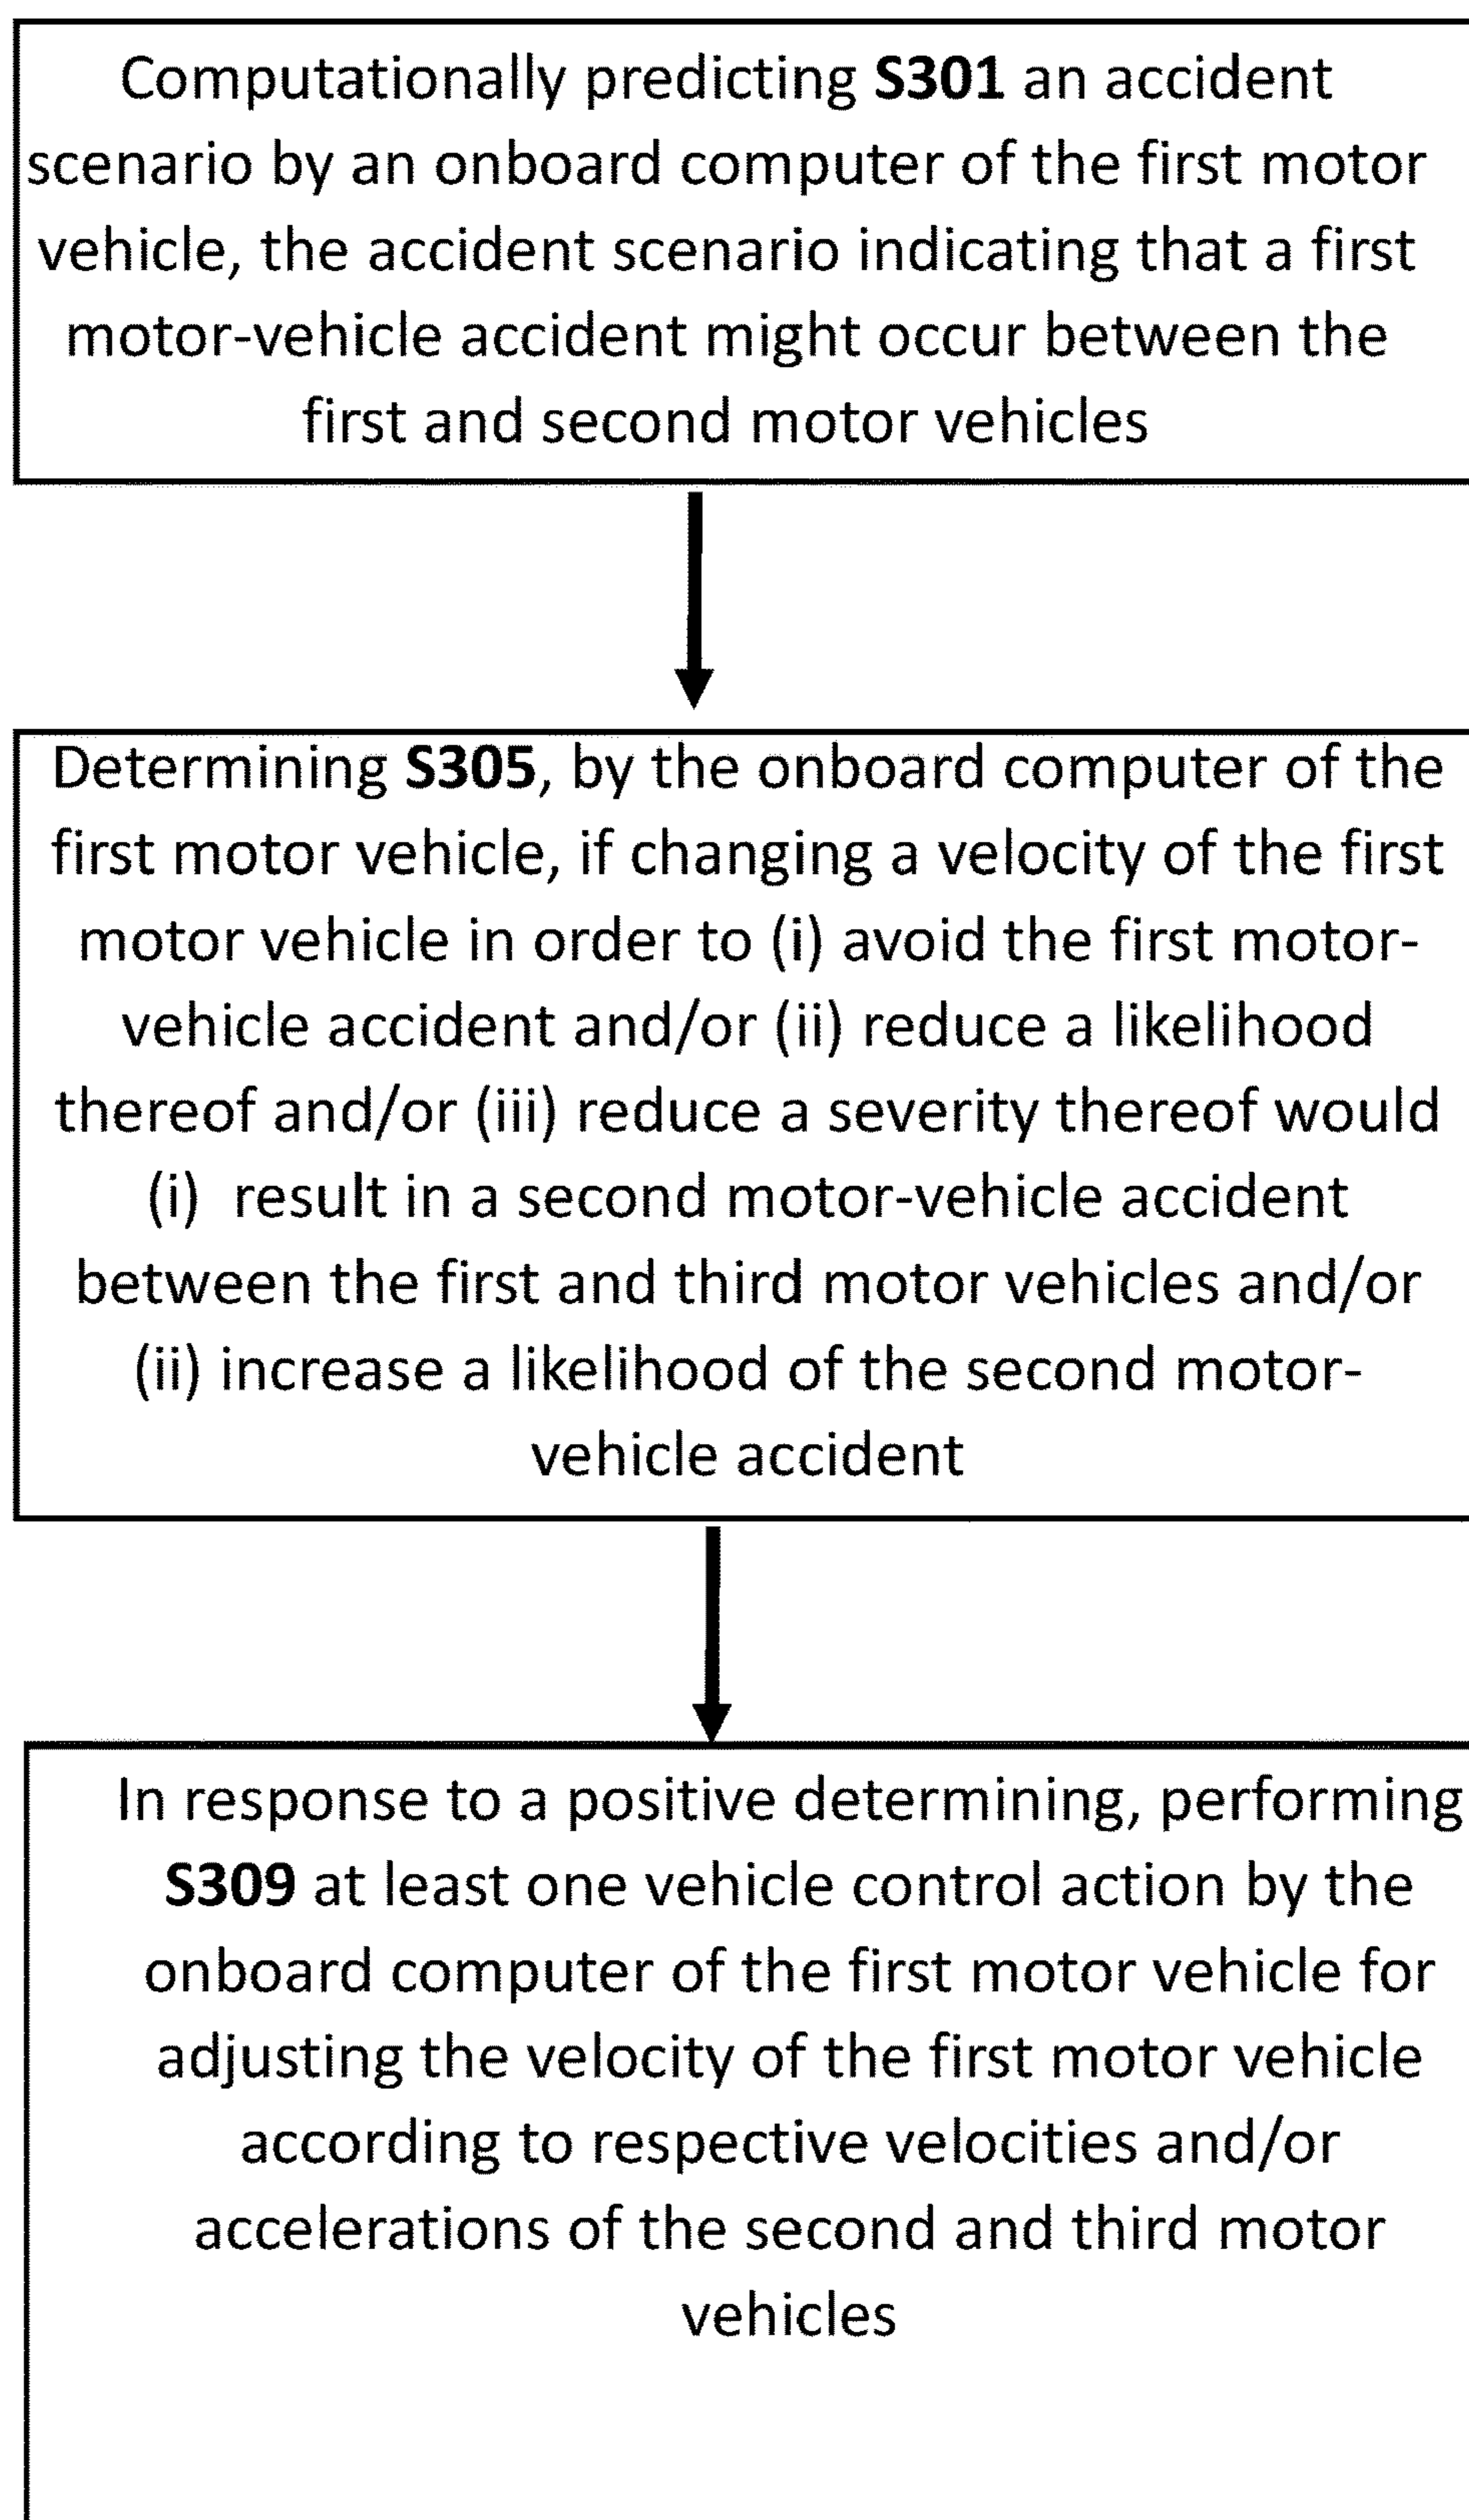 Computationally predicting S301 an accident
scenario by an onboard computer of the first motor
vehicle, the accident scenario indicating that a first
motor-vehicle accident might occur between the
first and second motor vehicles
Determining S305, by the onboard computer of the
first motor vehicle, if changing a velocity of the first
motor vehicle in order to (i) avoid the first motor-
vehicle accident and/or (ii) reduce a likelihood
thereof and/or (iii) reduce a severity thereof would
(i) result in a second motor-vehicle accident
between the first and third motor vehicles and/or
(ii) increase a likelihood of the second motor-
vehicle accident
In response to a positive determining, performing
S309 at least one vehicle control action by the
onboard computer of the first motor vehicle for
adjusting the velocity of the first motor vehicle
according to respective velocities and/or
accelerations of the second and third motor
vehicles